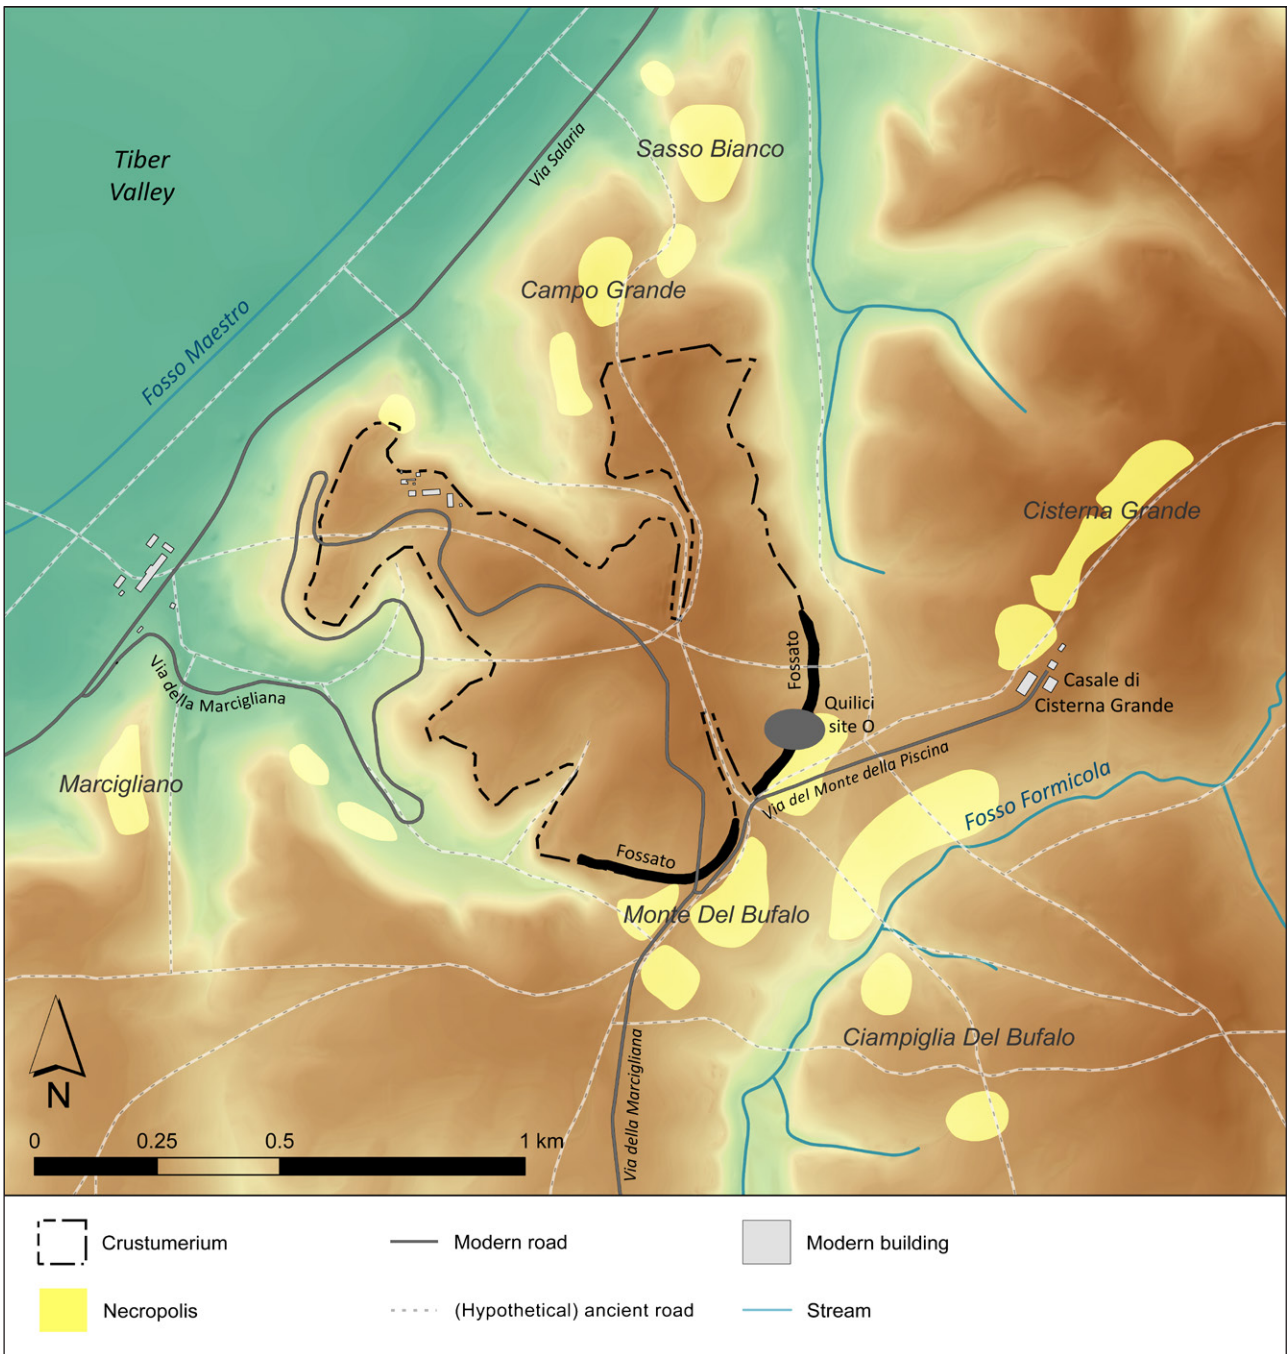 Tiber
Valley
Via Salaria
Sasso Bianco
Campo Grande
Fosso Maestro
Cisterna Grande
Fossato
Casale di
Cisterna Grande
Quilici
site O
Via della Marcigliana
Marcigliano
Via del Monte della Piscina
Fosso Formicola
Fossato
Monte Del Bufalo
Ciampiglia Del Bufalo
Via della Marcigliana
N
0 0.25 0.5 1 km
Crustumerium Modern road Modern building
Necropolis (Hypothetical) ancient road Stream